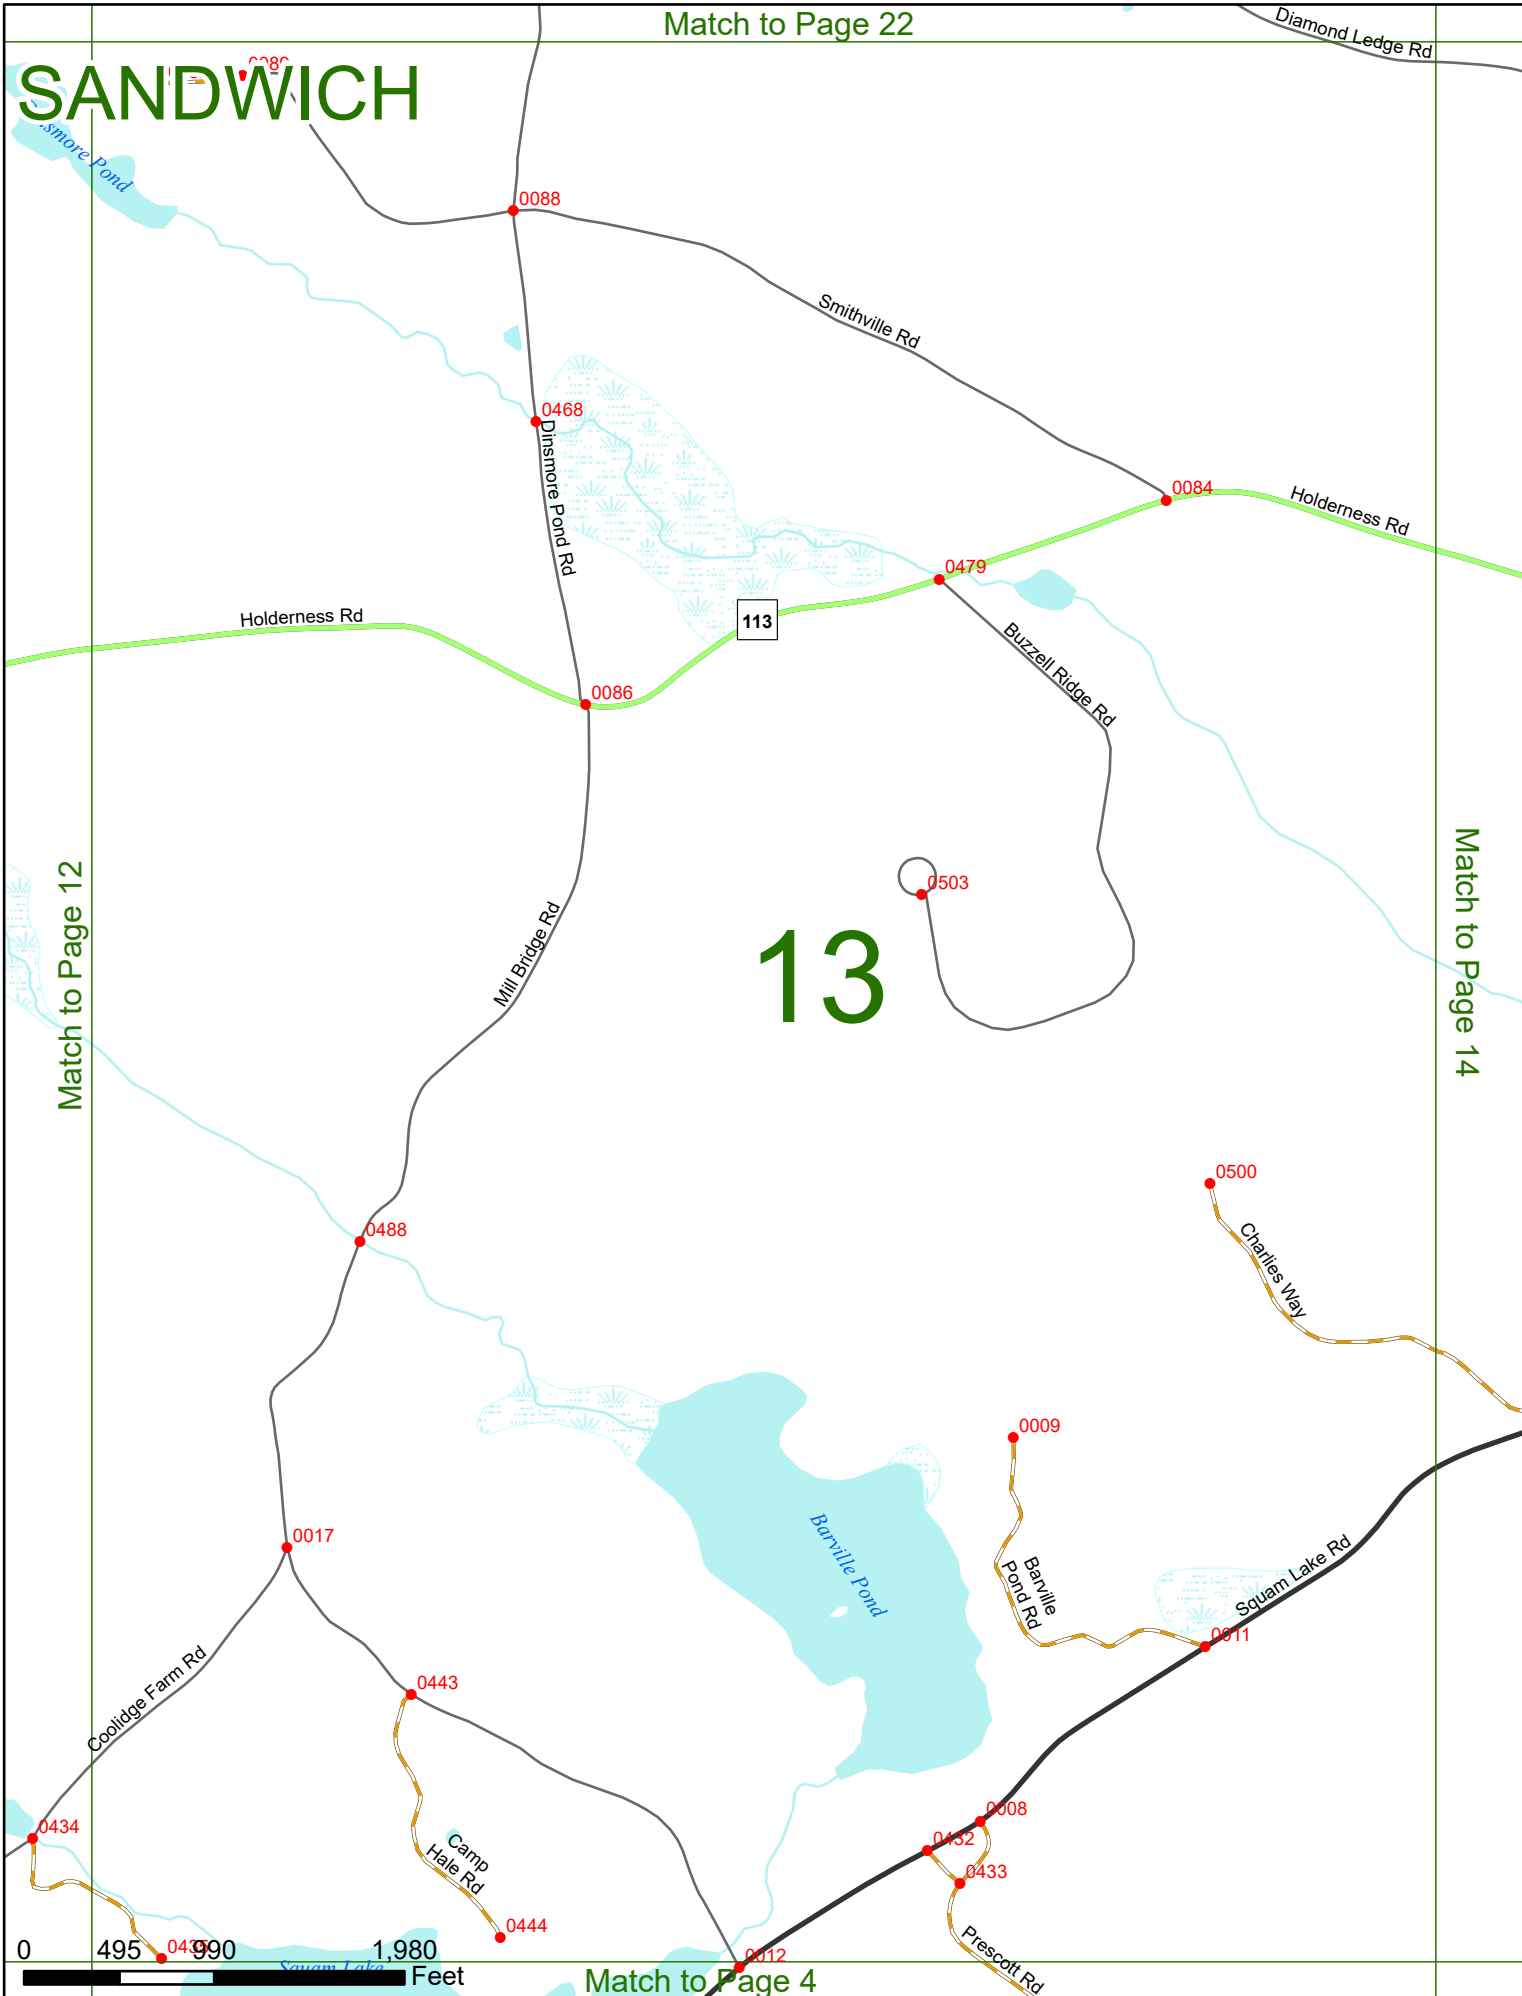 Match to Page 22
Diamond Ledge Rd
SANDWICH
Pond
0088
Smithville Rd
0468
Dinsmore Pond Rd
0084
Holderness Rd
0479
Holderness Rd
113
Buzzell Ridge Rd
0086
Match to Page 12
Match to Page 14
0503
Mill Bridge Rd
13
0500
0488
Charlies Way
0009
Barville Pond
0017
Barville
Pond Rd
Squam Lake Rd
0011
Coolidge Farm Rd
0443
0008
0434
0432
Camp
Hale Rd
0433
0444
Prescott Rd
0435
0 495 990 1,980
Feet
Squam Lake
0012
Match to Page 4